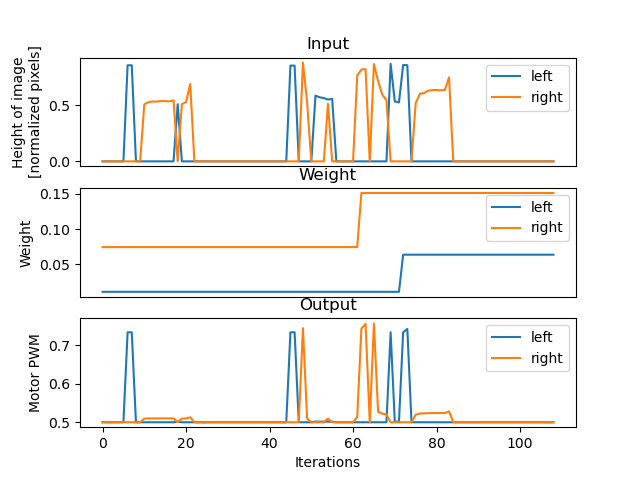 Input
Height of image
[normalized pixels]
0.5
0.0
left
right
Weight
Weight
0.15
0.10
0.05
left
right
Output
Motor PWM
0.7
0.6
0.5
left
right
0 20 40 60 80 100
Iterations